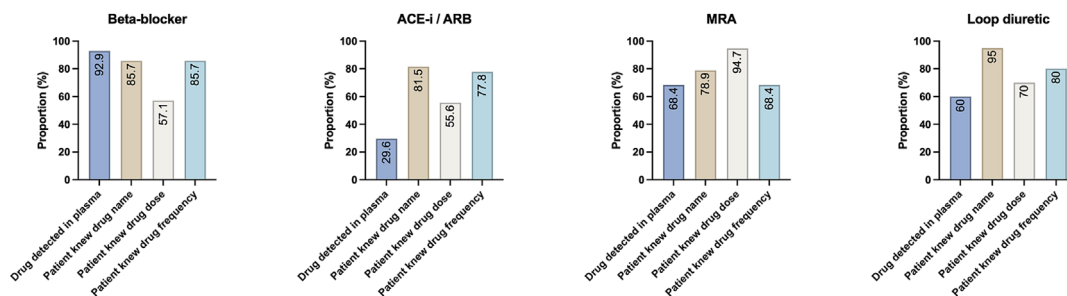 Beta-blocker
Proportion (%)
100
80
60
40
20
0
92.9
85.7
57.1
85.7
Drug detected in plasma
Patient knew drug name
Patient knew drug dose
Patient knew drug frequency
ACE-i / ARB
Proportion (%)
100
80
60
40
20
0
29.6
81.5
55.6
77.8
Drug detected in plasma
Patient knew drug name
Patient knew drug dose
Patient knew drug frequency
MRA
Proportion (%)
100
80
60
40
20
0
68.4
78.9
94.7
68.4
Drug detected in plasma
Patient knew drug name
Patient knew drug dose
Patient knew drug frequency
Loop diuretic
Proportion (%)
100
80
60
40
20
0
60
95
70
80
Drug detected in plasma
Patient knew drug name
Patient knew drug dose
Patient knew drug frequency